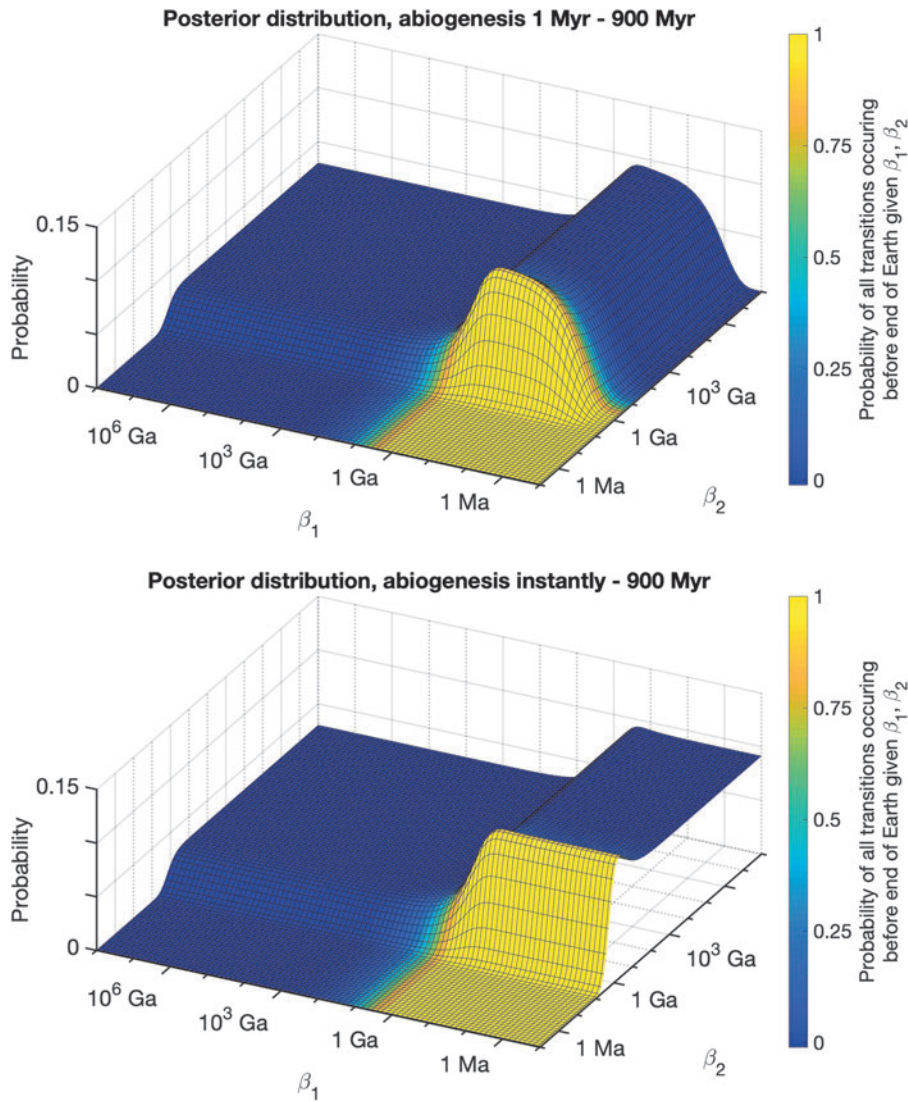 Posterior distribution, abiogenesis 1 Myr - 900 Myr
0.15
Probability
0
10⁶ Ga
10³ Ga
1 Ga
1 Ma
β₁
1 Ma
1 Ga
10³ Ga
β₂
1
0.75
0.5
0.25
0
Probability of all transitions occuring
before end of Earth given β₁, β₂
Posterior distribution, abiogenesis instantly - 900 Myr
0.15
Probability
0
10⁶ Ga
10³ Ga
1 Ga
1 Ma
β₁
1 Ma
1 Ga
10³ Ga
β₂
1
0.75
0.5
0.25
0
Probability of all transitions occuring
before end of Earth given β₁, β₂